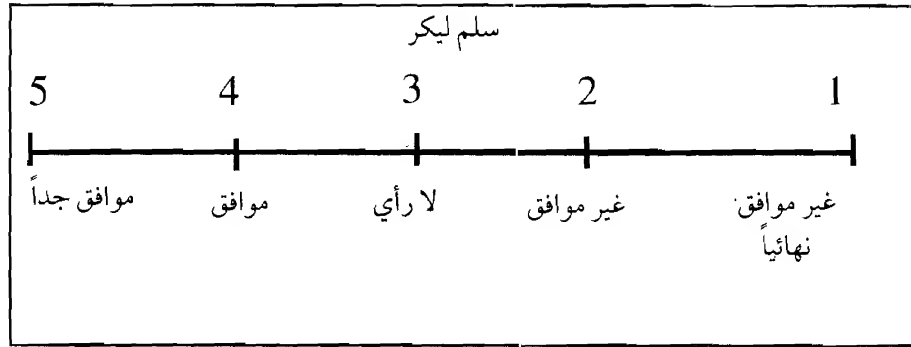 سلم ليكر
1 2 3 4 5
غير موافق غير موافق لا رأي موافق موافق جداً
نهائياً